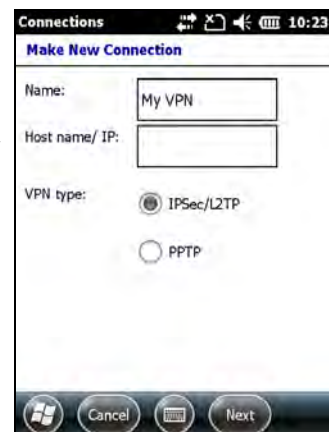 Connections 10:23
Make New Connection
Name:
My VPN
Host name/ IP:
VPN type:
IPSec/L2TP
PPTP
Cancel Next